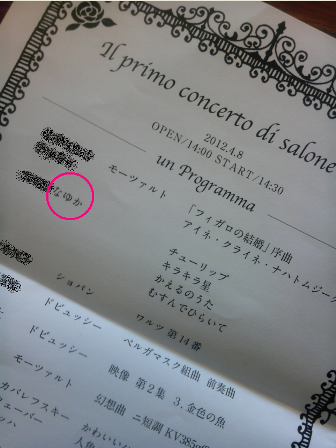 Il primo concerto di salone
2012.4.8
OPEN/14:00 START/14:30
un Programma
モーツァルト 「フィガロの結婚」序曲
アイネ・クライネ・ナハトムジーク
なゆか
チューリップ
キラキラ星
かえるのうた
むすんでひらいて
ショパン ワルツ 第14番
ドビュッシー ベルガマスク組曲 前奏曲
ドビュッシー 映像 第2集 3. 金色の魚
モーツァルト 幻想曲 ニ短調 KV385g
カバレフスキー かわいい